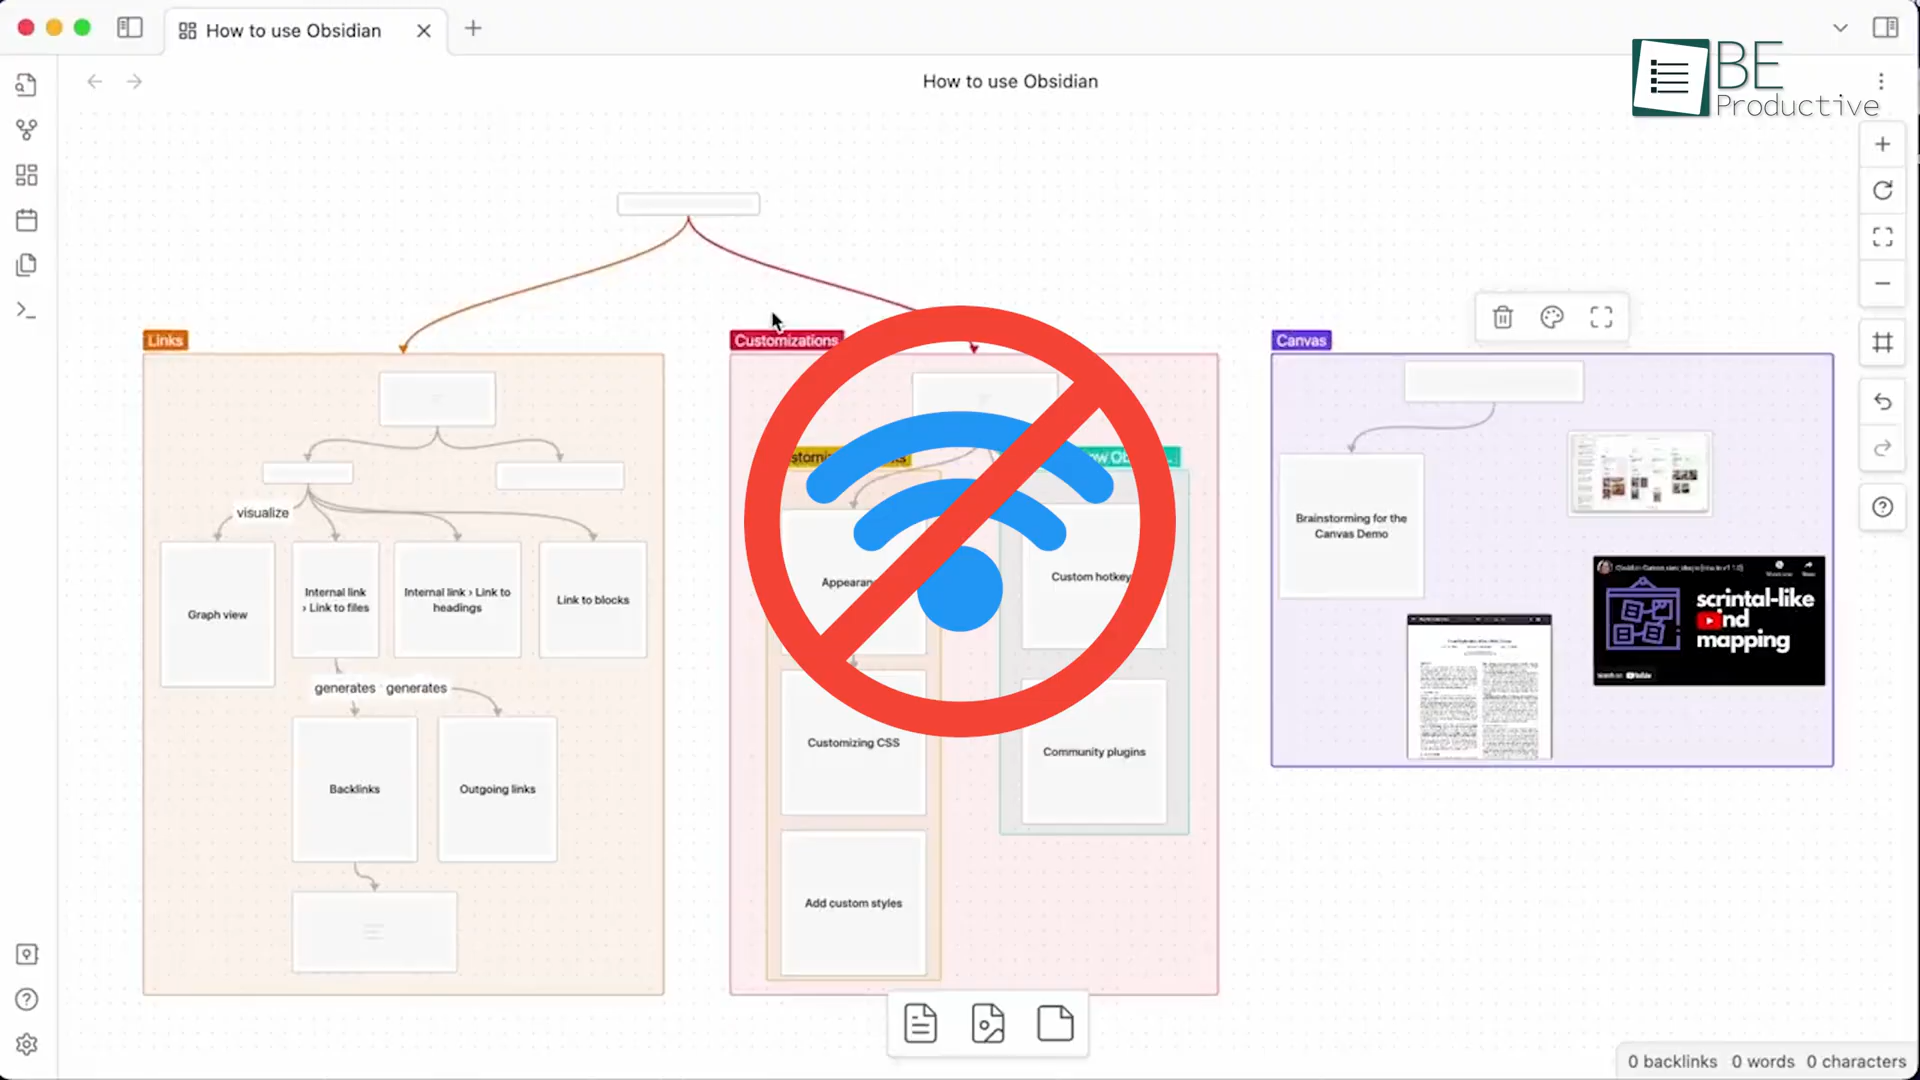 How to use Obsidian
How to use Obsidian
BE
Productive
Links
Customizations
Canvas
visualize
Graph view
Internal link
› Link to files
Internal link › Link to
headings
Link to blocks
generates
generates
Backlinks
Outgoing links
Customizing CSS
Add custom styles
Custom hotkey
Community plugins
Brainstorming for the
Canvas Demo
scrintal-like
mapping
YouTube
0 backlinks 0 words 0 characters